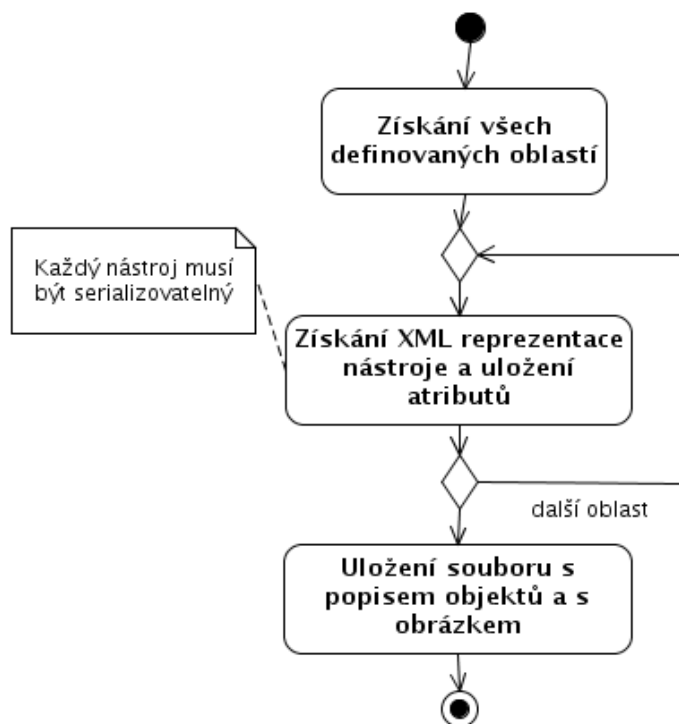 Získání všech
definovaných oblastí
Každý nástroj musí
být serializovatelný
Získání XML reprezentace
nástroje a uložení
atributů
další oblast
Uložení souboru s
popisem objektů a s
obrázkem